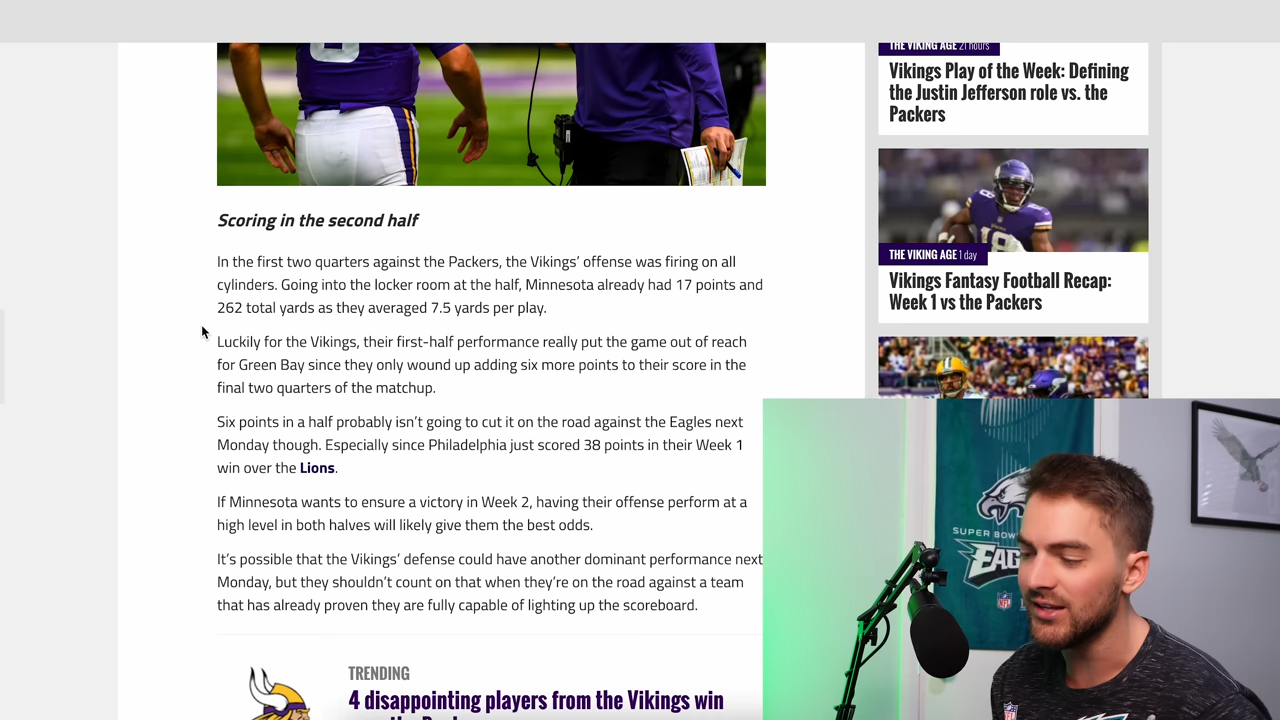 THE VIKING AGE 21 hours
Vikings Play of the Week: Defining
the Justin Jefferson role vs. the
Packers
THE VIKING AGE 1 day
Vikings Fantasy Football Recap:
Week 1 vs the Packers
Scoring in the second half
In the first two quarters against the Packers, the Vikings’ offense was firing on all
cylinders. Going into the locker room at the half, Minnesota already had 17 points and
262 total yards as they averaged 7.5 yards per play.
Luckily for the Vikings, their first-half performance really put the game out of reach
for Green Bay since they only wound up adding six more points to their score in the
final two quarters of the matchup.
Six points in a half probably isn’t going to cut it on the road against the Eagles next
Monday though. Especially since Philadelphia just scored 38 points in their Week 1
win over the Lions.
If Minnesota wants to ensure a victory in Week 2, having their offense perform at a
high level in both halves will likely give them the best odds.
It’s possible that the Vikings’ defense could have another dominant performance next
Monday, but they shouldn’t count on that when they’re on the road against a team
that has already proven they are fully capable of lighting up the scoreboard.
TRENDING
4 disappointing players from the Vikings win
SUPER BOW
EAG
NFL
18